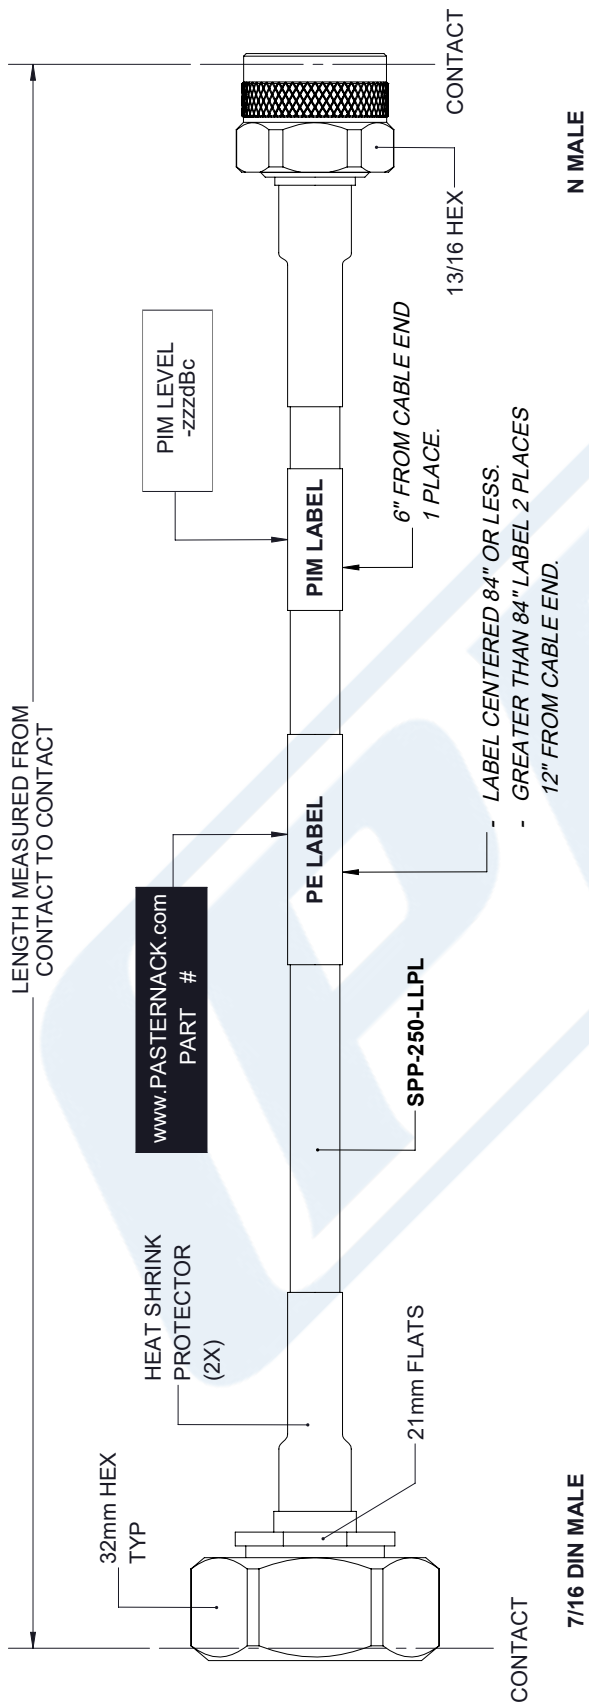 LENGTH MEASURED FROM
CONTACT TO CONTACT
32mm HEX
TYP
HEAT SHRINK
PROTECTOR
(2X)
www.PASTERNACK.com
PART #
PIM LEVEL
-zzzdBc
PE LABEL
PIM LABEL
CONTACT
21mm FLATS
SPP-250-LLPL
- LABEL CENTERED 84" OR LESS.
- GREATER THAN 84" LABEL 2 PLACES
12" FROM CABLE END.
6" FROM CABLE END
1 PLACE.
13/16 HEX
CONTACT
7/16 DIN MALE
N MALE